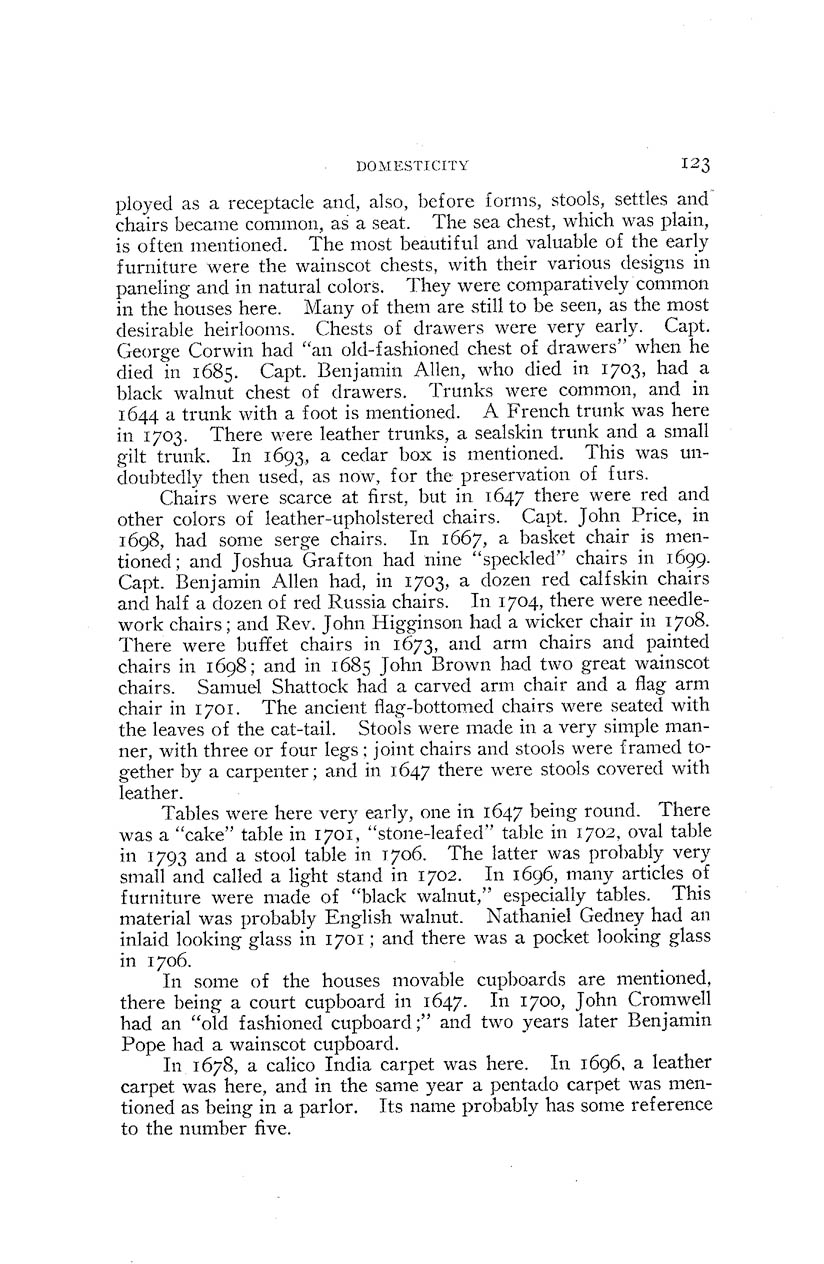 DOMESTICITY 123
ployed as a receptacle and, also, before forms, stools, settles and
chairs became common, as a seat. The sea chest, which was plain,
is often mentioned. The most beautiful and valuable of the early
furniture were the wainscot chests, with their various designs in
paneling and in natural colors. They were comparatively common
in the houses here. Many of them are still to be seen, as the most
desirable heirlooms. Chests of drawers were very early. Capt.
George Corwin had "an old-fashioned chest of drawers" when he
died in 1685. Capt. Benjamin Allen, who died in 1703, had a
black walnut chest of drawers. Trunks were common, and in
1644 a trunk with a foot is mentioned. A French trunk was here
in 1703. There were leather trunks, a sealskin trunk and a small
gilt trunk. In 1693, a cedar box is mentioned. This was un-
doubtedly then used, as now, for the preservation of furs.
Chairs were scarce at first, but in 1647 there were red and
other colors of leather-upholstered chairs. Capt. John Price, in
1698, had some serge chairs. In 1667, a basket chair is men-
tioned; and Joshua Grafton had nine "speckled" chairs in 1699.
Capt. Benjamin Allen had, in 1703, a dozen red calfskin chairs
and half a dozen of red Russia chairs. In 1704, there were needle-
work chairs; and Rev. John Higginson had a wicker chair in 1708.
There were buffet chairs in 1673, and arm chairs and painted
chairs in 1698; and in 1685 John Brown had two great wainscot
chairs. Samuel Shattock had a carved arm chair and a flag arm
chair in 1701. The ancient flag-bottomed chairs were seated with
the leaves of the cat-tail. Stools were made in a very simple man-
ner, with three or four legs; joint chairs and stools were framed to-
gether by a carpenter; and in 1647 there were stools covered with
leather.
Tables were here very early, one in 1647 being round. There
was a "cake" table in 1701, "stone-leafed" table in 1702, oval table
in 1793 and a stool table in 1706. The latter was probably very
small and called a light stand in 1702. In 1696, many articles of
furniture were made of "black walnut," especially tables. This
material was probably English walnut. Nathaniel Gedney had an
inlaid looking glass in 1701; and there was a pocket looking glass
in 1706.
In some of the houses movable cupboards are mentioned,
there being a court cupboard in 1647. In 1700, John Cromwell
had an "old fashioned cupboard;" and two years later Benjamin
Pope had a wainscot cupboard.
In 1678, a calico India carpet was here. In 1696, a leather
carpet was here, and in the same year a pentado carpet was men-
tioned as being in a parlor. Its name probably has some reference
to the number five.